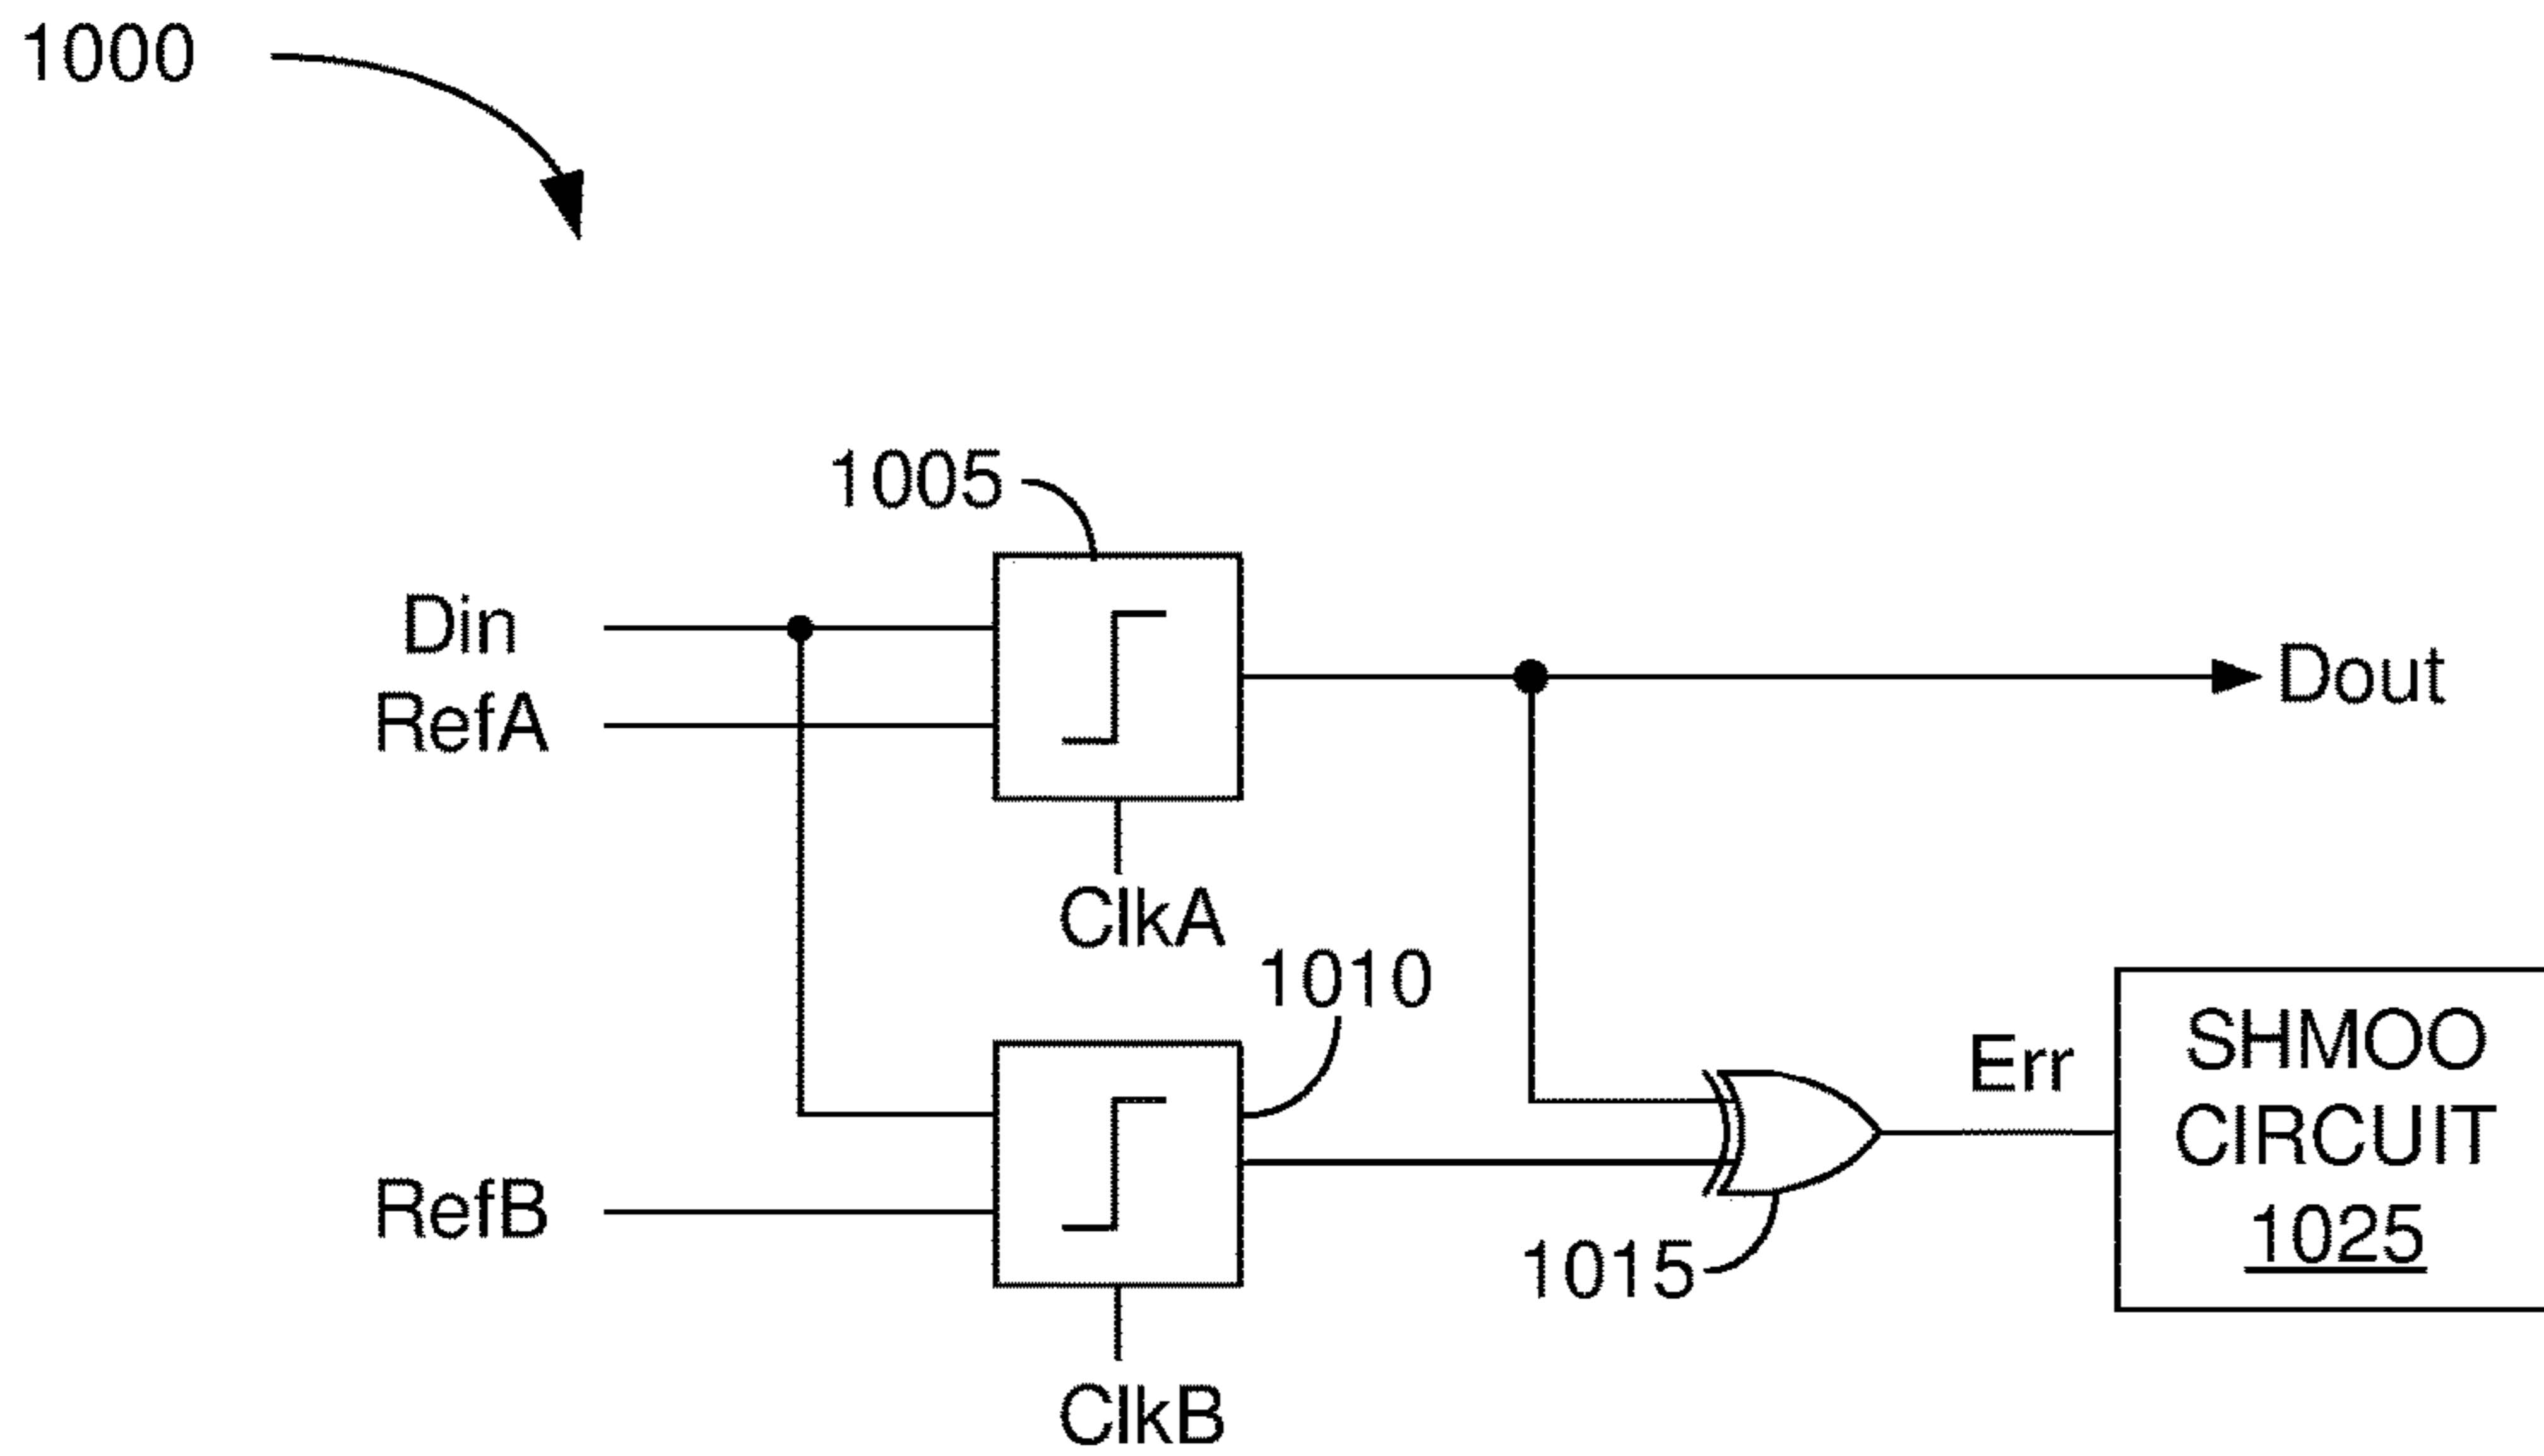 1000
1005
Din
RefA
Dout
ClkA
1010
Err
SHMOO
CIRCUIT
1025
RefB
1015
ClkB